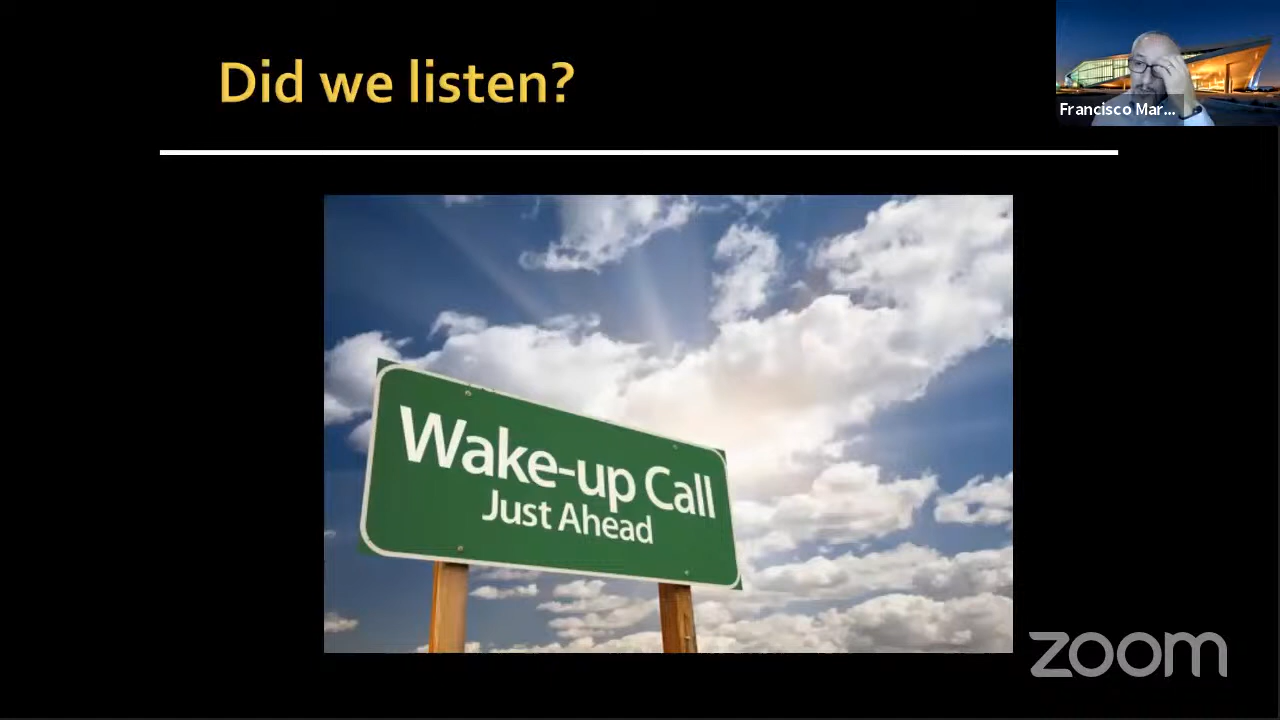 Did we listen?
Francisco Mar...
Wake-up Call
Just Ahead
zoom